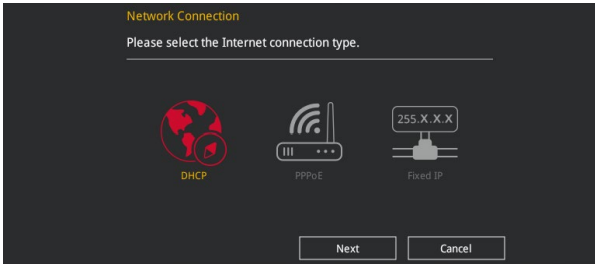 Network Connection
Please select the Internet connection type.
255.X.X.X
DHCP
PPPoE
Fixed IP
Next
Cancel